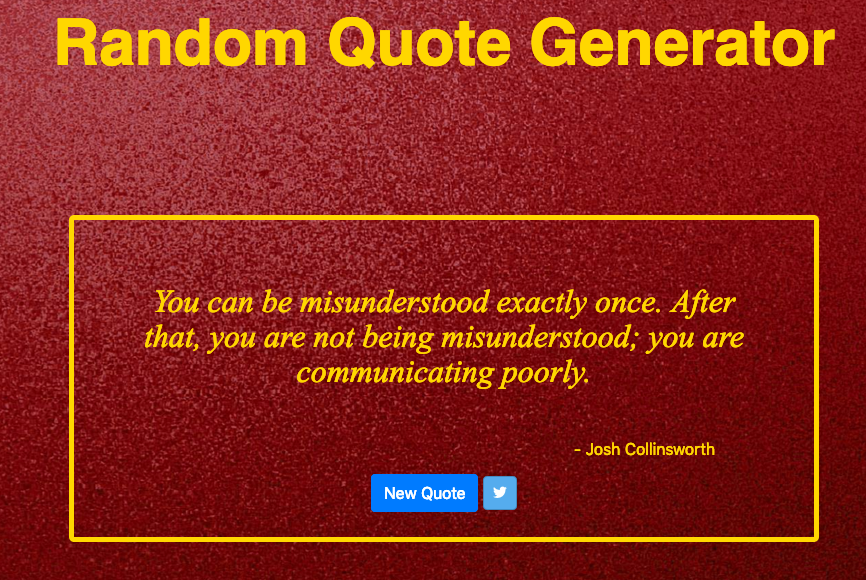 Random Quote Generator
You can be misunderstood exactly once. After
that, you are not being misunderstood; you are
communicating poorly.
- Josh Collinsworth
New Quote